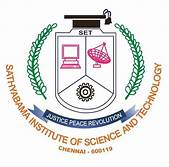 SET
JUSTICE PEACE REVOLUTION
SATHYABAMA INSTITUTE OF SCIENCE AND TECHNOLOGY
CHENNAI - 600119